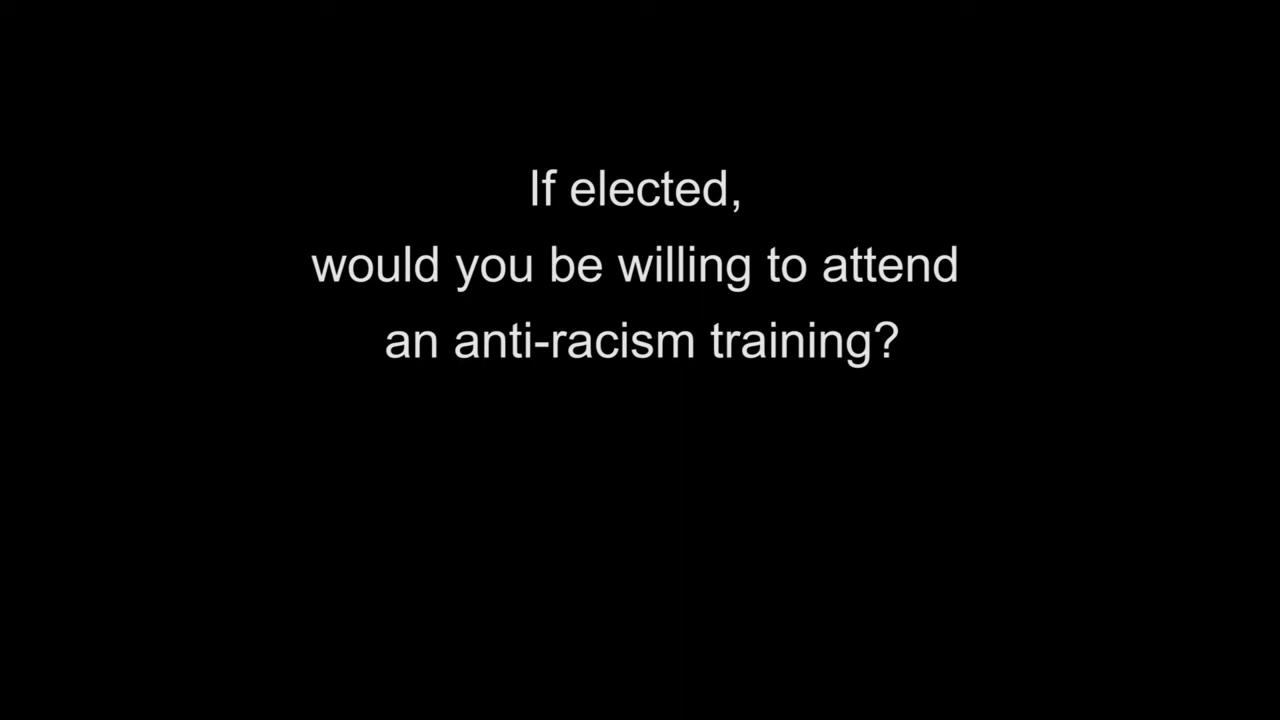 If elected,
would you be willing to attend
an anti-racism training?